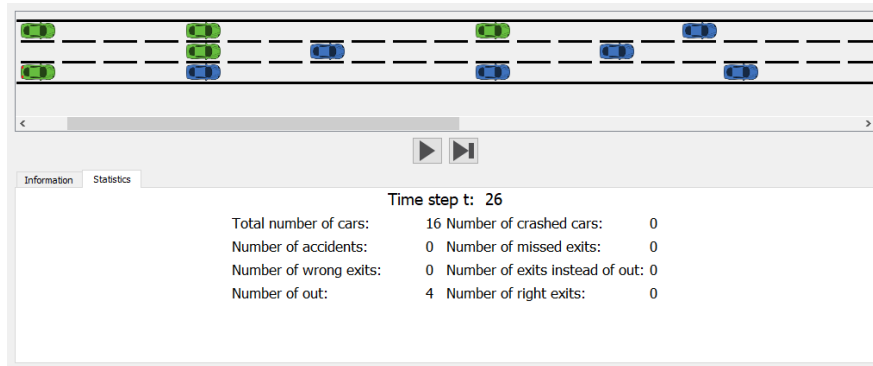 Information Statistics
Time step t: 26
Total number of cars: 16 Number of crashed cars: 0
Number of accidents: 0 Number of missed exits: 0
Number of wrong exits: 0 Number of exits instead of out: 0
Number of out: 4 Number of right exits: 0